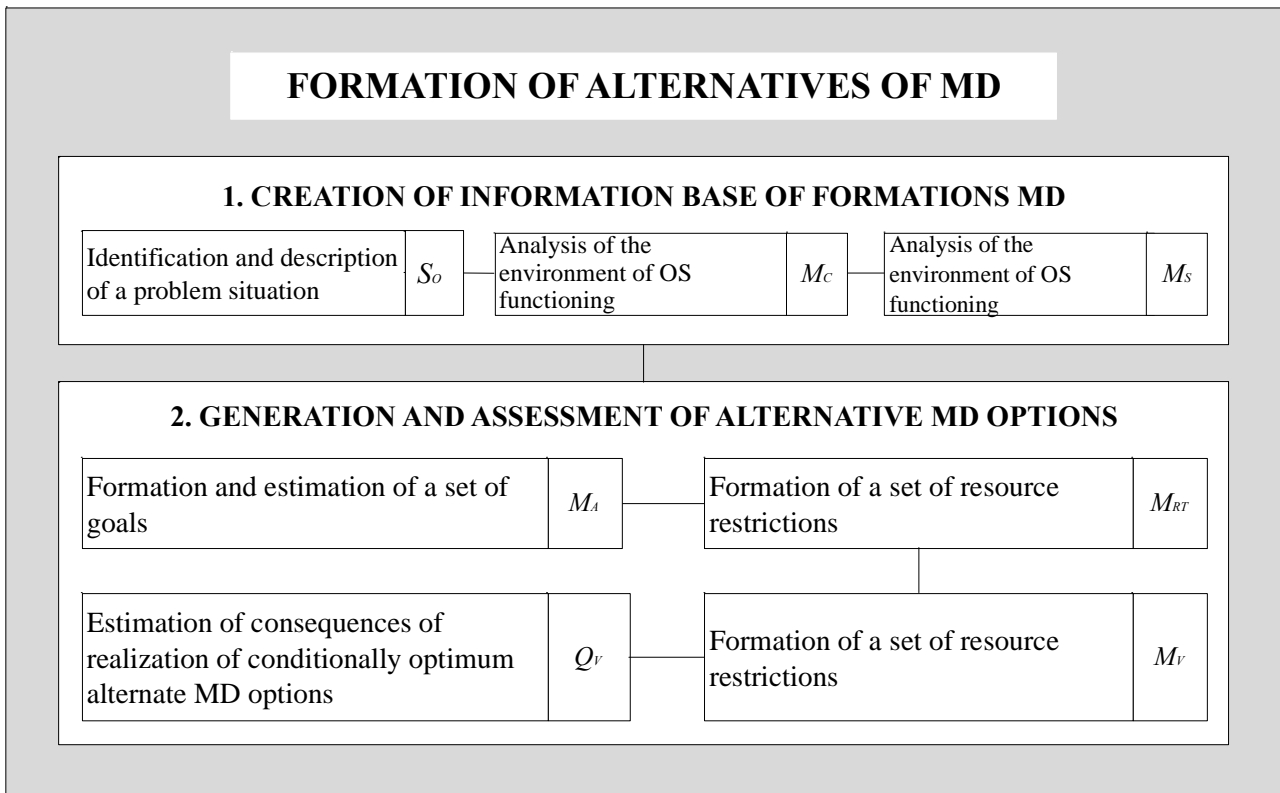 FORMATION OF ALTERNATIVES OF MD
1. CREATION OF INFORMATION BASE OF FORMATIONS MD
Identification and description
of a problem situation
So
Analysis of the
environment of OS
functioning
Mc
Analysis of the
environment of OS
functioning
Ms
2. GENERATION AND ASSESSMENT OF ALTERNATIVE MD OPTIONS
Formation and estimation of a set of
goals
MA
Formation of a set of resource
restrictions
MRT
Estimation of consequences of
realization of conditionally optimum
alternate MD options
QV
Formation of a set of resource
restrictions
MV